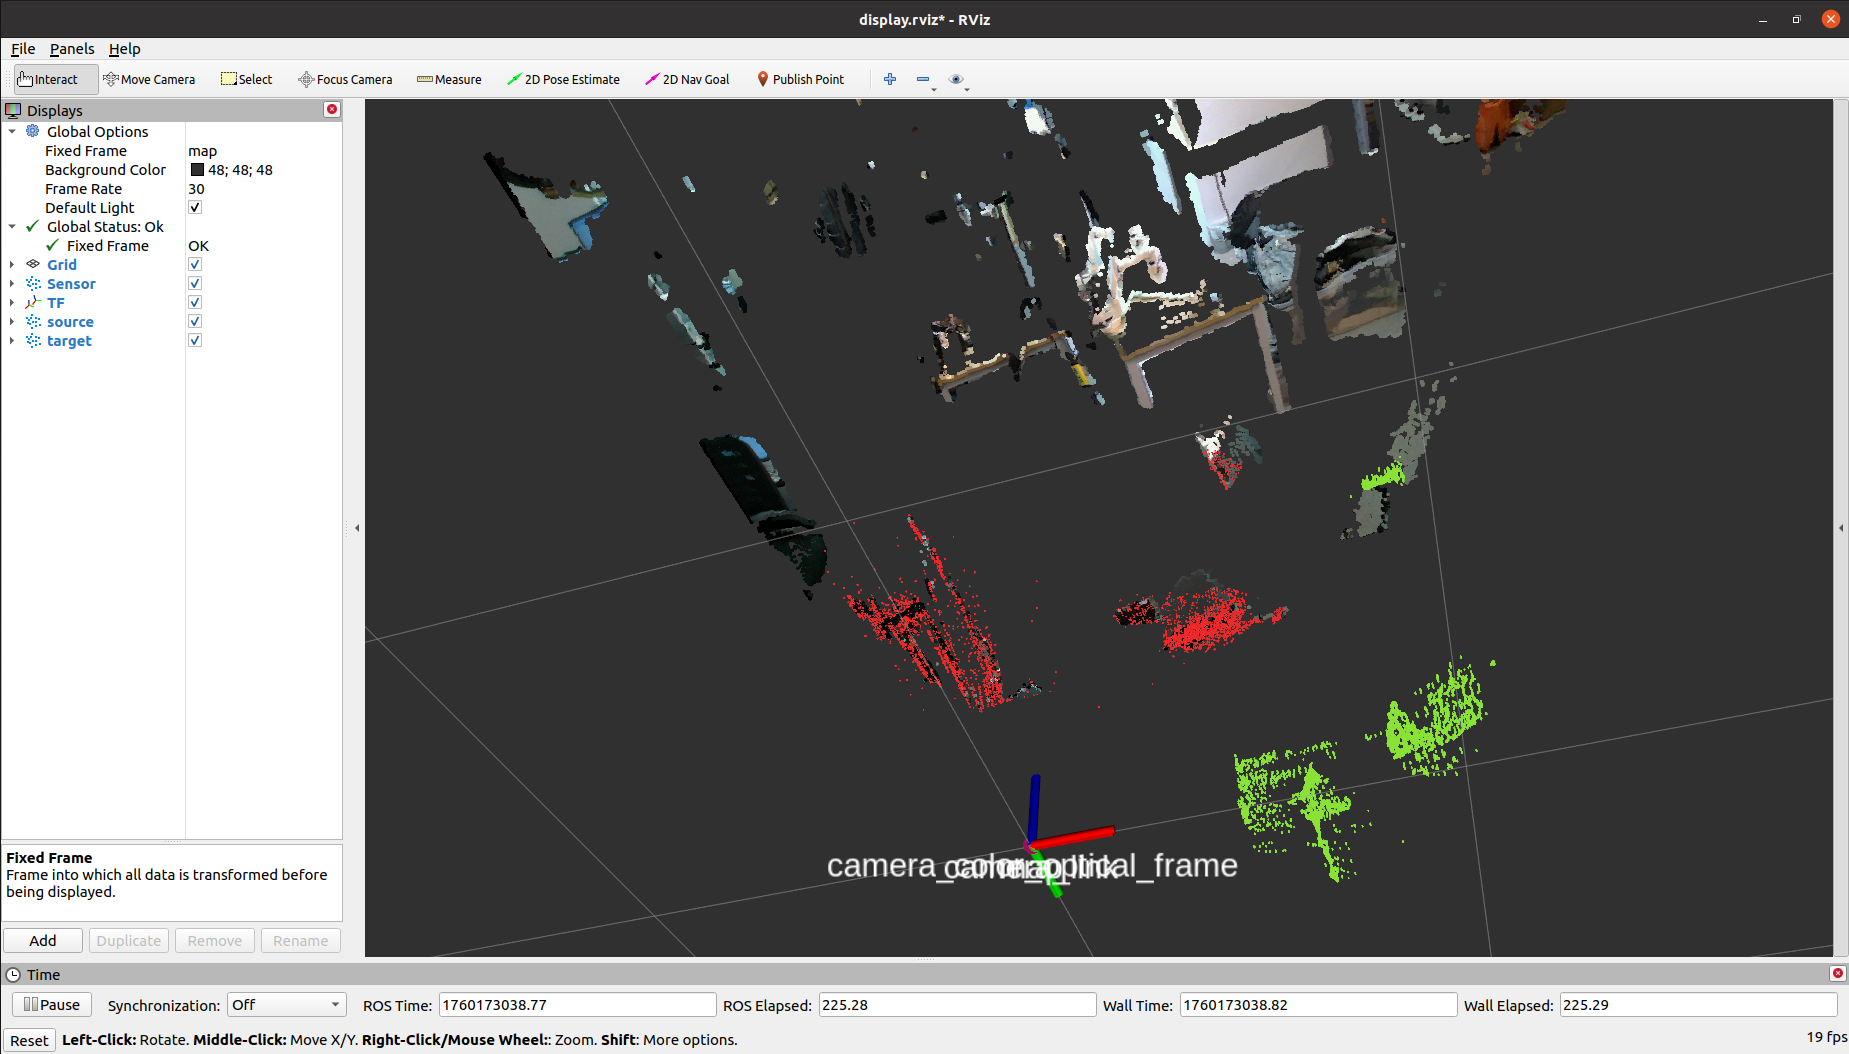 display.rviz* - RViz
File Panels Help
Interact Move Camera Select Focus Camera Measure 2D Pose Estimate 2D Nav Goal Publish Point
Displays
Global Options
Fixed Frame map
Background Color 48; 48; 48
Frame Rate 30
Default Light
Global Status: Ok
Fixed Frame OK
Grid
Sensor
TF
source
target
camera_color_optical_frame
Fixed Frame
Frame into which all data is transformed before
being displayed.
Add Duplicate Remove Rename
Time
Pause Synchronization: Off ROS Time: 1760173038.77 ROS Elapsed: 225.28 Wall Time: 1760173038.82 Wall Elapsed: 225.29
Reset Left-Click: Rotate. Middle-Click: Move X/Y. Right-Click/Mouse Wheel:: Zoom. Shift: More options. 19 fps